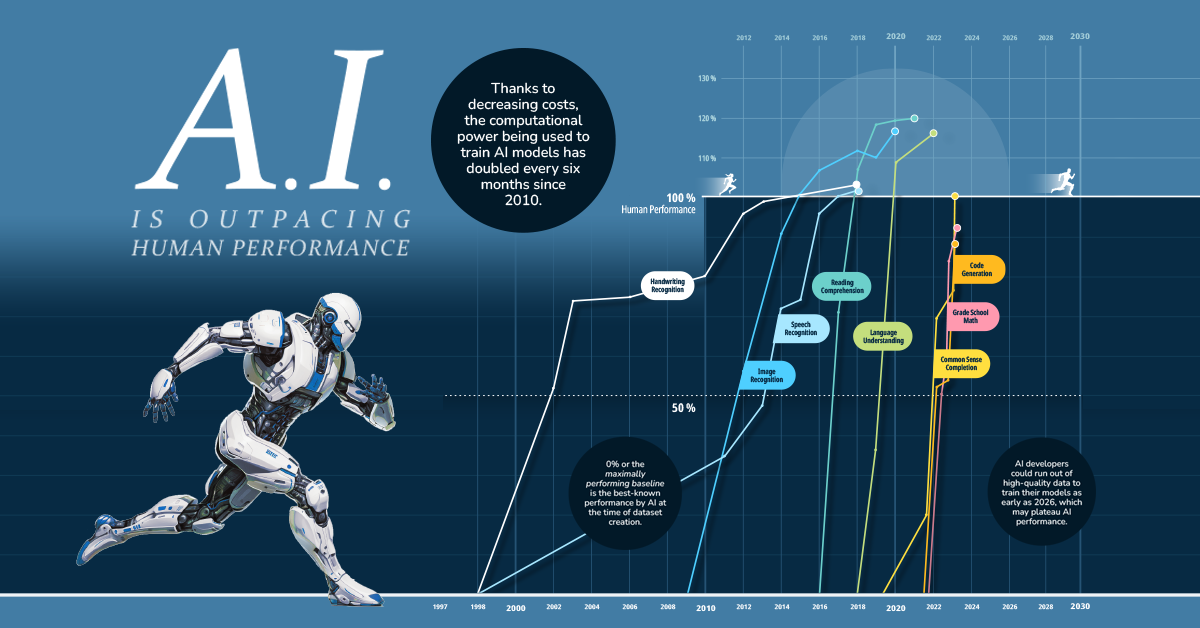 A.I.
IS OUTPACING
HUMAN PERFORMANCE
Thanks to
decreasing costs,
the computational
power being used to
train AI models has
doubled every six
months since
2010.
2012 2014 2016 2018 2020 2022 2024 2026 2028 2030
130 %
120 %
110 %
100 %
Human Performance
Handwriting
Recognition
Reading
Comprehension
Code
Generation
Speech
Recognition
Language
Understanding
Grade School
Math
Image
Recognition
Common Sense
Completion
50 %
0% or the
maximally
performing baseline
is the best-known
performance by AI at
the time of dataset
creation.
AI developers
could run out of
high-quality data to
train their models as
early as 2026, which
may plateau AI
performance.
1997 1998 2000 2002 2004 2006 2008 2010 2012 2014 2016 2018 2020 2022 2024 2026 2028 2030